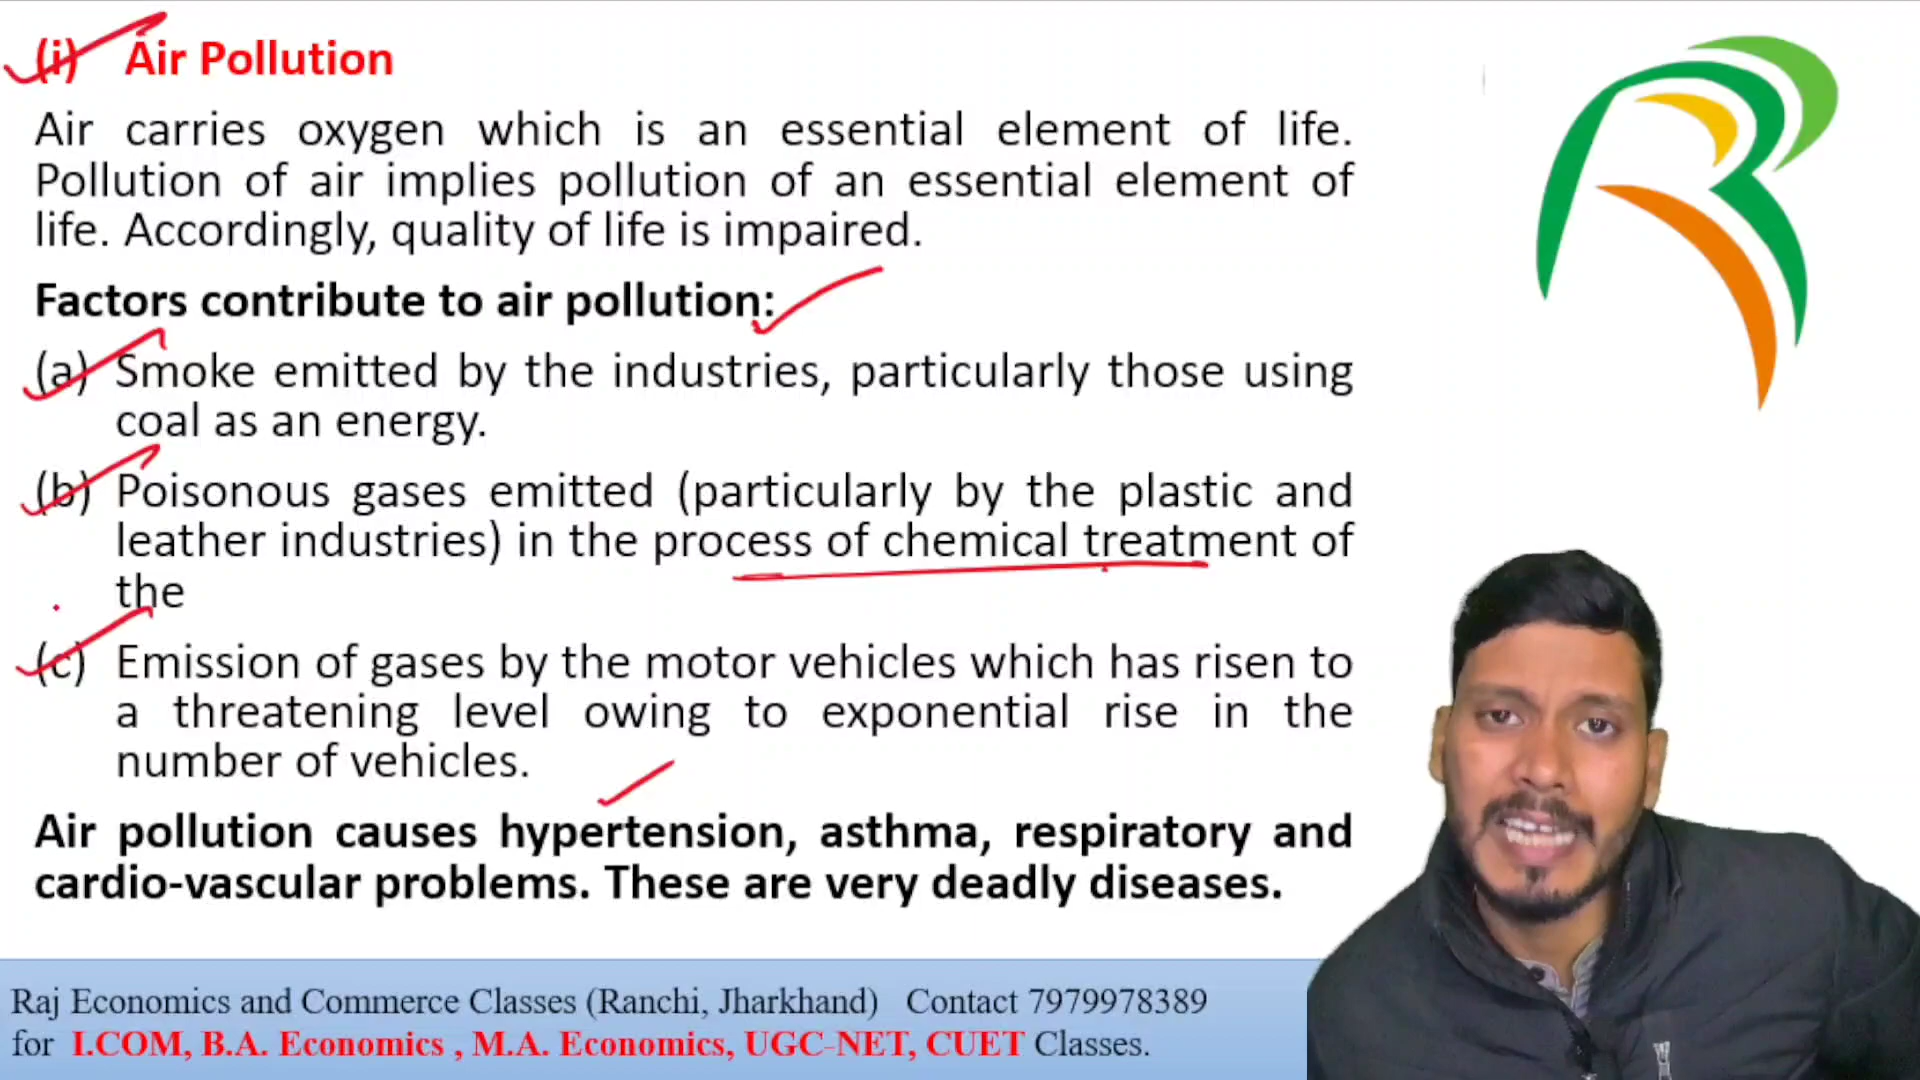 (i) Air Pollution
Air carries oxygen which is an essential element of life.
Pollution of air implies pollution of an essential element of
life. Accordingly, quality of life is impaired.
Factors contribute to air pollution:
(a) Smoke emitted by the industries, particularly those using
coal as an energy.
(b) Poisonous gases emitted (particularly by the plastic and
leather industries) in the process of chemical treatment of
the
(c) Emission of gases by the motor vehicles which has risen to
a threatening level owing to exponential rise in the
number of vehicles.
Air pollution causes hypertension, asthma, respiratory and
cardio-vascular problems. These are very deadly diseases.
Raj Economics and Commerce Classes (Ranchi, Jharkhand) Contact 7979978389
for I.COM, B.A. Economics , M.A. Economics, UGC-NET, CUET Classes.